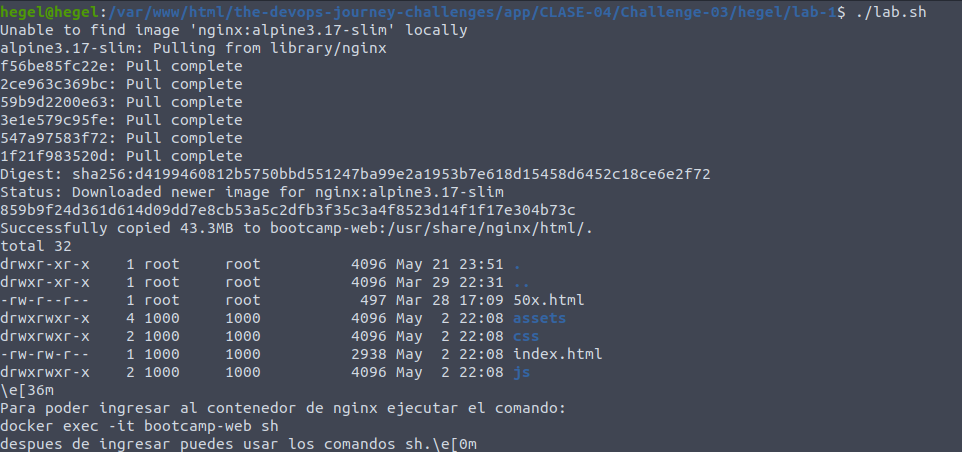 hegel@hegel:/var/www/html/the-devops-journey-challenges/app/CLASE-04/Challenge-03/hegel/lab-1$ ./lab.sh
Unable to find image 'nginx:alpine3.17-slim' locally
alpine3.17-slim: Pulling from library/nginx
f56be85fc22e: Pull complete
2ce963c369bc: Pull complete
59b9d2200e63: Pull complete
3e1e579c95fe: Pull complete
547a97583f72: Pull complete
1f21f983520d: Pull complete
Digest: sha256:d4199460812b5750bbd551247ba99e2a1953b7e618d15458d6452c18ce6e2f72
Status: Downloaded newer image for nginx:alpine3.17-slim
859b9f24d361d614d09dd7e8cb53a5c2dfb3f35c3a4f8523d14f1f17e304b73c
Successfully copied 43.3MB to bootcamp-web:/usr/share/nginx/html/.
total 32
drwxr-xr-x    1 root     root          4096 May 21 23:51 .
drwxr-xr-x    1 root     root          4096 Mar 29 22:31 ..
-rw-r--r--    1 root     root           497 Mar 28 17:09 50x.html
drwxrwxr-x    4 1000     1000          4096 May  2 22:08 assets
drwxrwxr-x    2 1000     1000          4096 May  2 22:08 css
-rw-rw-r--    1 1000     1000          2938 May  2 22:08 index.html
drwxrwxr-x    2 1000     1000          4096 May  2 22:08 js
\e[36m
Para poder ingresar al contenedor de nginx ejecutar el comando:
docker exec -it bootcamp-web sh
despues de ingresar puedes usar los comandos sh.\e[0m